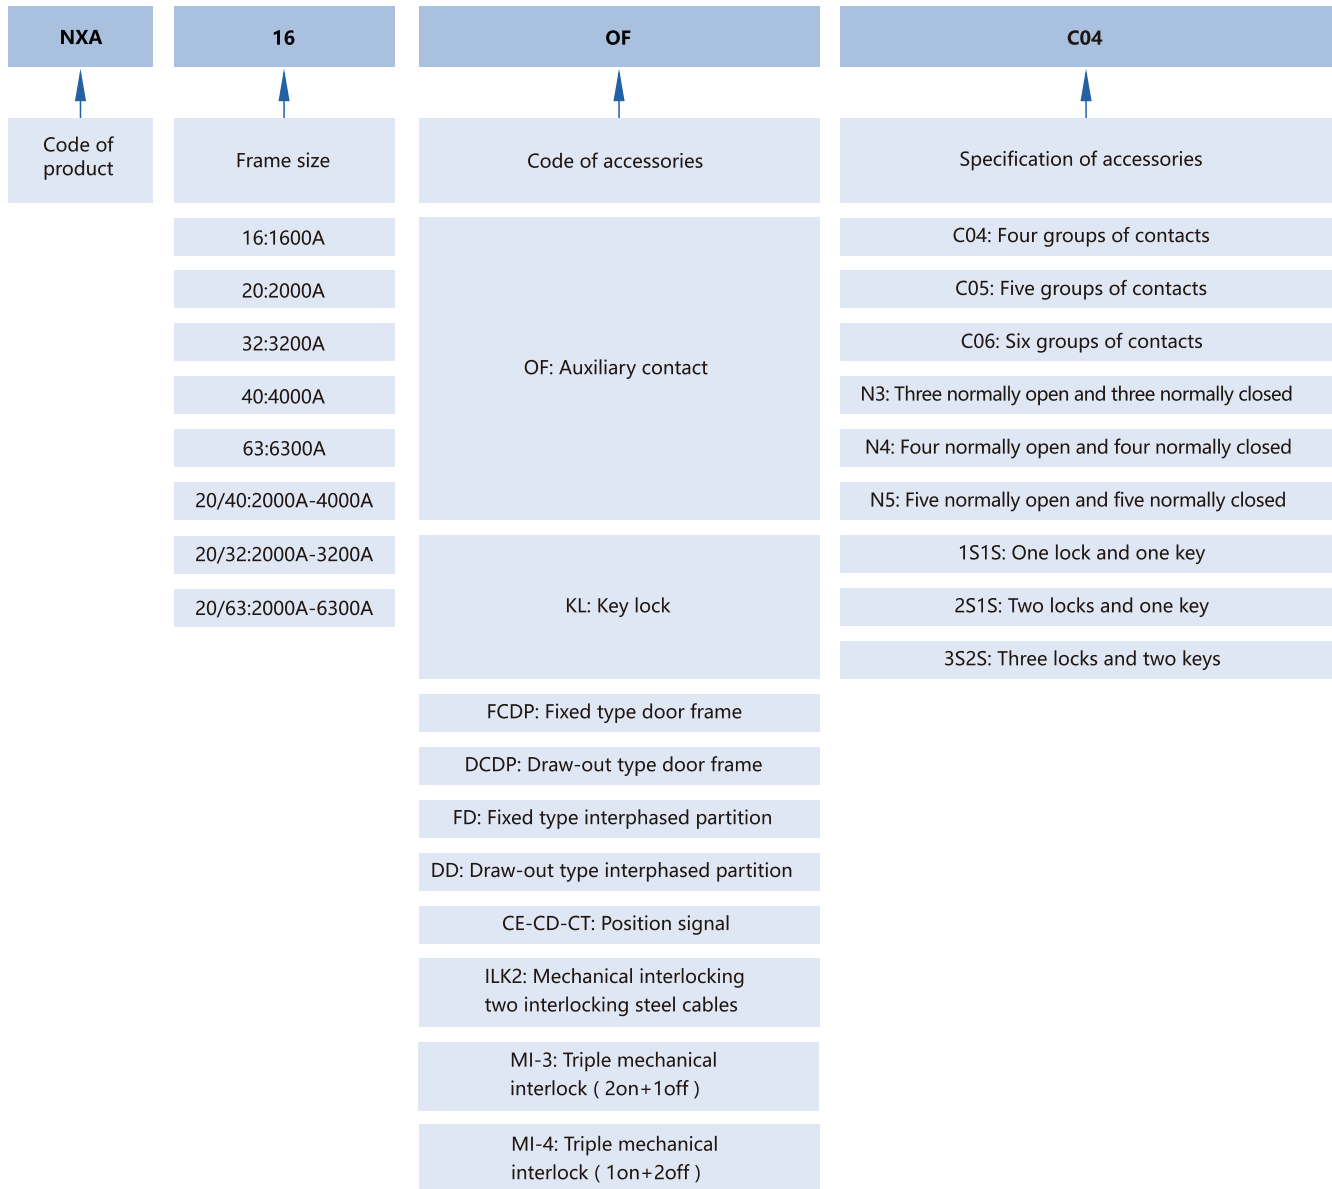 NXA
16
OF
C04
Code of
product
Frame size
Code of accessories
Specification of accessories
16:1600A
20:2000A
32:3200A
40:4000A
63:6300A
20/40:2000A-4000A
20/32:2000A-3200A
20/63:2000A-6300A
OF: Auxiliary contact
KL: Key lock
FCDP: Fixed type door frame
DCDP: Draw-out type door frame
FD: Fixed type interphased partition
DD: Draw-out type interphased partition
CE-CD-CT: Position signal
ILK2: Mechanical interlocking
two interlocking steel cables
MI-3: Triple mechanical
interlock ( 2on+1off )
MI-4: Triple mechanical
interlock ( 1on+2off )
C04: Four groups of contacts
C05: Five groups of contacts
C06: Six groups of contacts
N3: Three normally open and three normally closed
N4: Four normally open and four normally closed
N5: Five normally open and five normally closed
1S1S: One lock and one key
2S1S: Two locks and one key
3S2S: Three locks and two keys